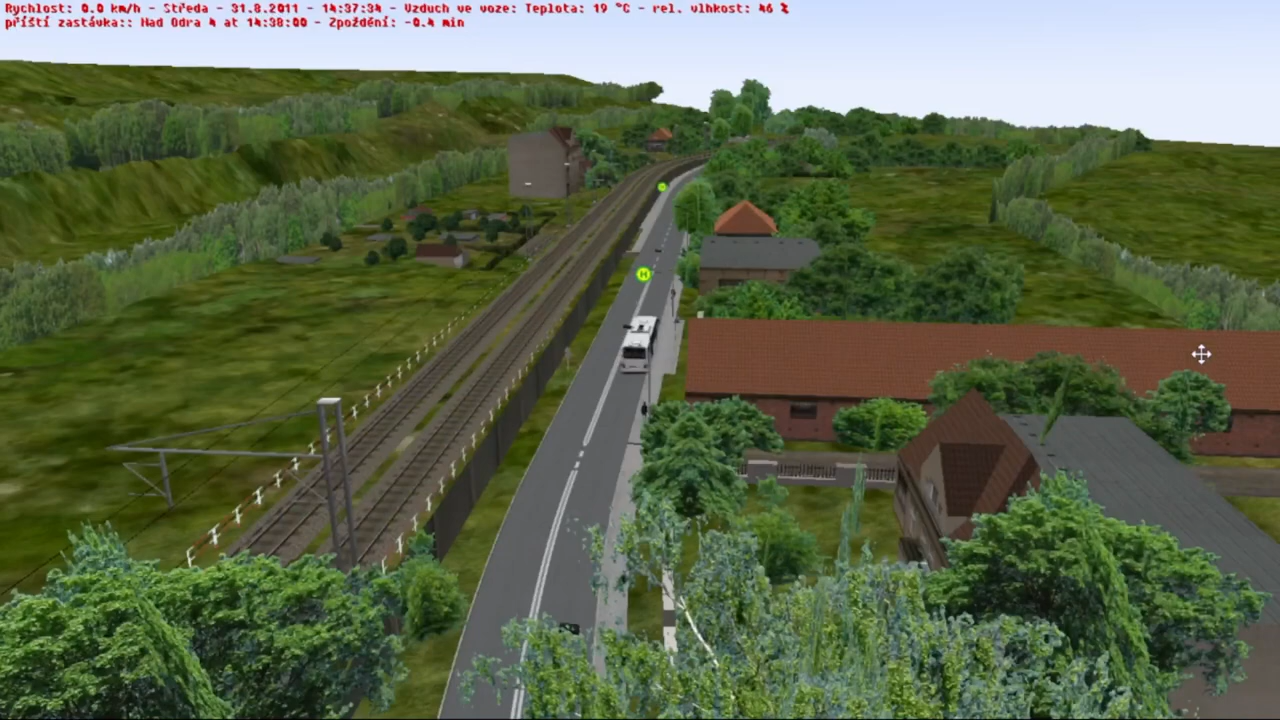 Rychlost: 0.0 km/h - Středa - 31.8.2011 - 14:37:34 - Vzduch ve voze: Teplota: 19 °C - rel. vlhkost: 46 %
příští zastávka:: Nad Odra 4 at 14:38:00 - Zpoždění: -0.4 min
H